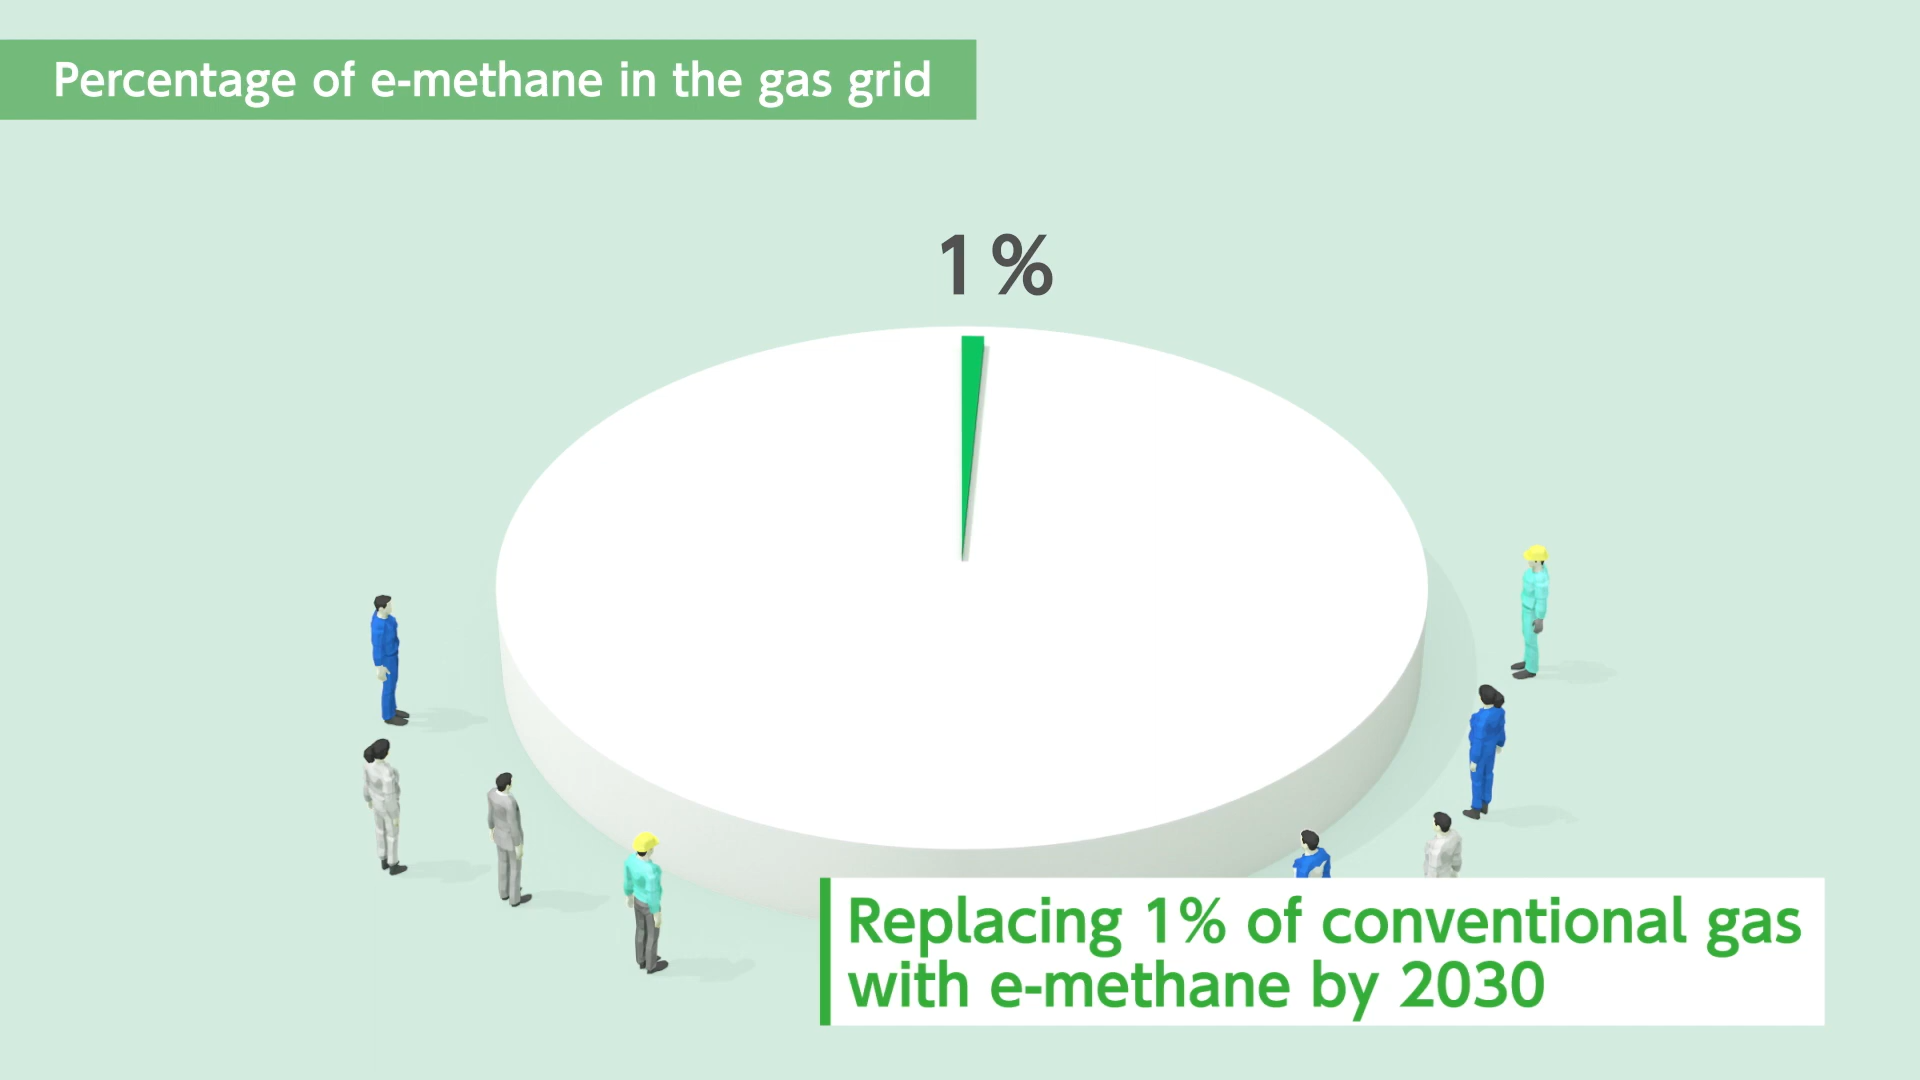 Percentage of e-methane in the gas grid
1%
Replacing 1% of conventional gas
with e-methane by 2030